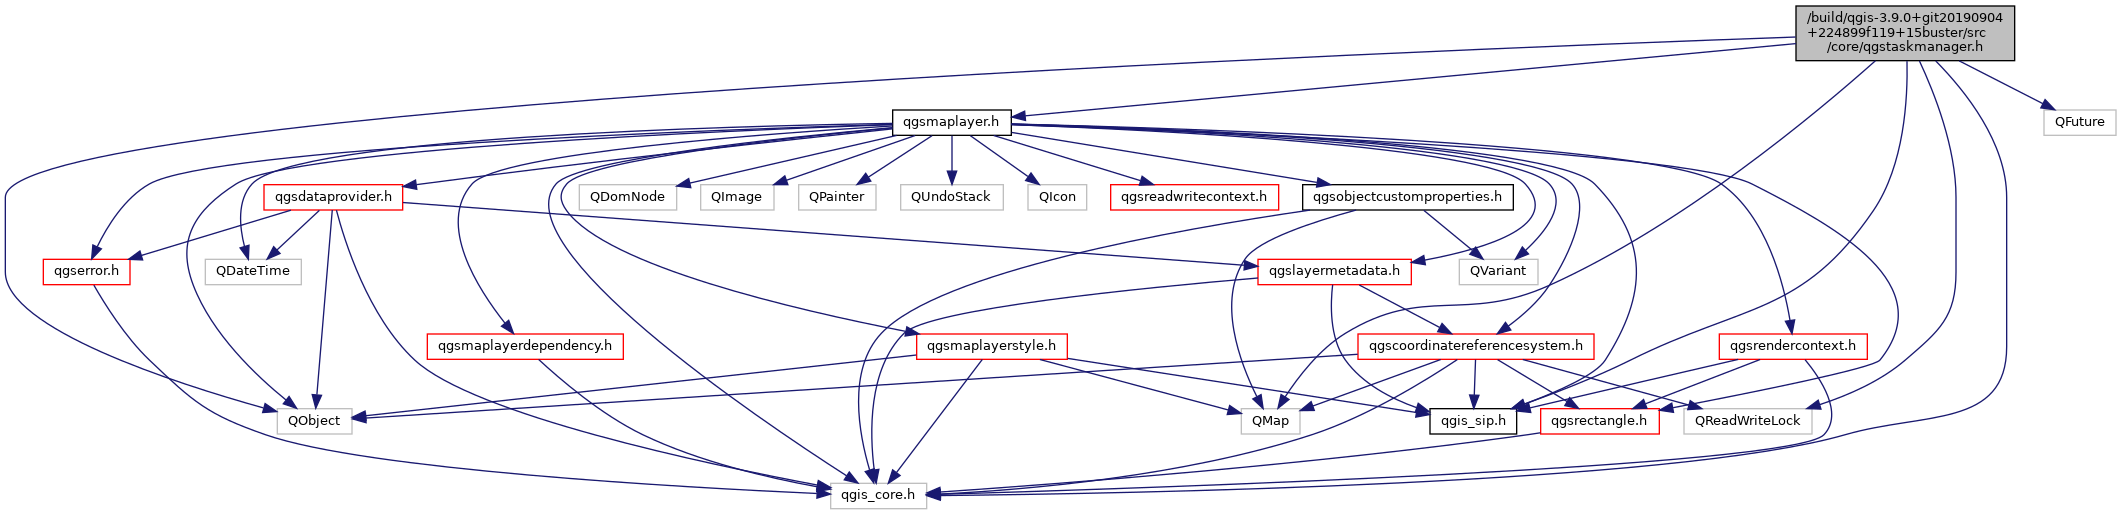 /build/qgis-3.9.0+git20190904
+224899f119+15buster/src
/core/qgstaskmanager.h
qgsmaplayer.h
QFuture
qgsdataprovider.h
QDomNode
QImage
QPainter
QUndoStack
QIcon
qgsreadwritecontext.h
qgsobjectcustomproperties.h
qgserror.h
QDateTime
qgslayermetadata.h
QVariant
qgsmaplayerdependency.h
qgsmaplayerstyle.h
qgscoordinatereferencesystem.h
qgsrendercontext.h
QObject
QMap
qgis_sip.h
qgsrectangle.h
QReadWriteLock
qgis_core.h